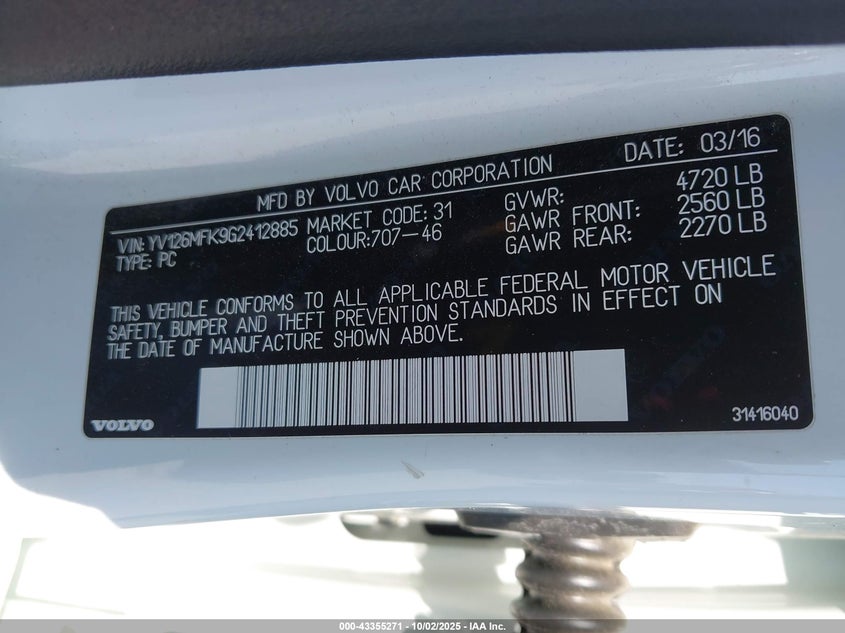 MFD BY VOLVO CAR CORPORATION DATE: 03/16
VIN: YV126MFK9G2412885 MARKET CODE: 31 GVWR: 4720 LB
TYPE: PC COLOUR:707-46 GAWR FRONT: 2560 LB
GAWR REAR: 2270 LB
THIS VEHICLE CONFORMS TO ALL APPLICABLE FEDERAL MOTOR VEHICLE
SAFETY, BUMPER AND THEFT PREVENTION STANDARDS IN EFFECT ON
THE DATE OF MANUFACTURE SHOWN ABOVE.
VOLVO 31416040
000-43355271 - 10/02/2025 - IAA Inc.